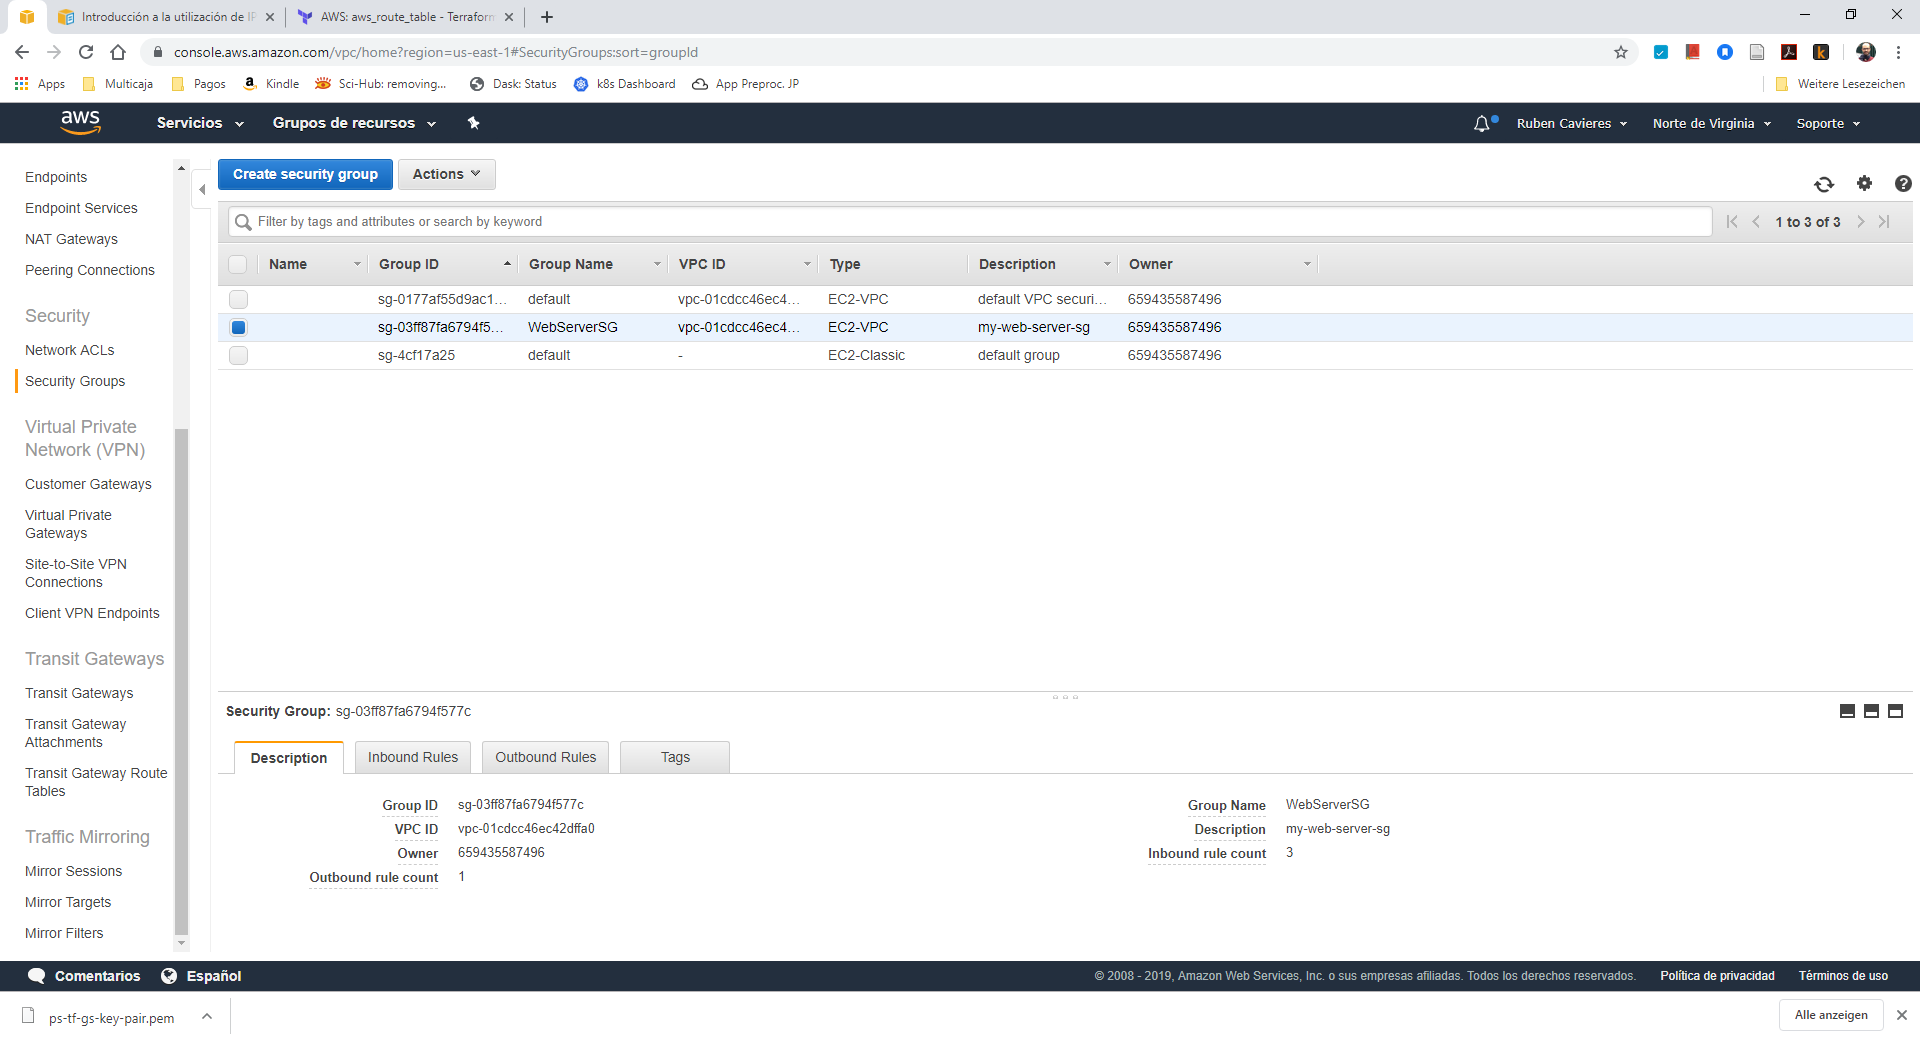 Introducción a la utilización de IP
AWS: aws_route_table - Terraform
console.aws.amazon.com/vpc/home?region=us-east-1#SecurityGroups:sort=groupId
Apps
Multicaja
Pagos
Kindle
Sci-Hub: removing...
Dask: Status
k8s Dashboard
App Preproc. JP
Weitere Lesezeichen
aws
Servicios
Grupos de recursos
Ruben Cavieres
Norte de Virginia
Soporte
Endpoints
Endpoint Services
NAT Gateways
Peering Connections
Security
Network ACLs
Security Groups
Virtual Private
Network (VPN)
Customer Gateways
Virtual Private
Gateways
Site-to-Site VPN
Connections
Client VPN Endpoints
Transit Gateways
Transit Gateways
Transit Gateway
Attachments
Transit Gateway Route
Tables
Traffic Mirroring
Mirror Sessions
Mirror Targets
Mirror Filters
Create security group
Actions
Filter by tags and attributes or search by keyword
1 to 3 of 3
Name Group ID Group Name VPC ID Type Description Owner
sg-0177af55d9ac1... default vpc-01cdcc46ec4... EC2-VPC default VPC securi... 659435587496
sg-03ff87fa6794f5... WebServerSG vpc-01cdcc46ec4... EC2-VPC my-web-server-sg 659435587496
sg-4cf17a25 default - EC2-Classic default group 659435587496
Security Group: sg-03ff87fa6794f577c
Description
Inbound Rules
Outbound Rules
Tags
Group ID sg-03ff87fa6794f577c
Group Name WebServerSG
VPC ID vpc-01cdcc46ec42dffa0
Description my-web-server-sg
Owner 659435587496
Inbound rule count 3
Outbound rule count 1
Comentarios
Español
© 2008 - 2019, Amazon Web Services, Inc. o sus empresas afiliadas. Todos los derechos reservados.
Política de privacidad
Términos de uso
ps-tf-gs-key-pair.pem
Alle anzeigen